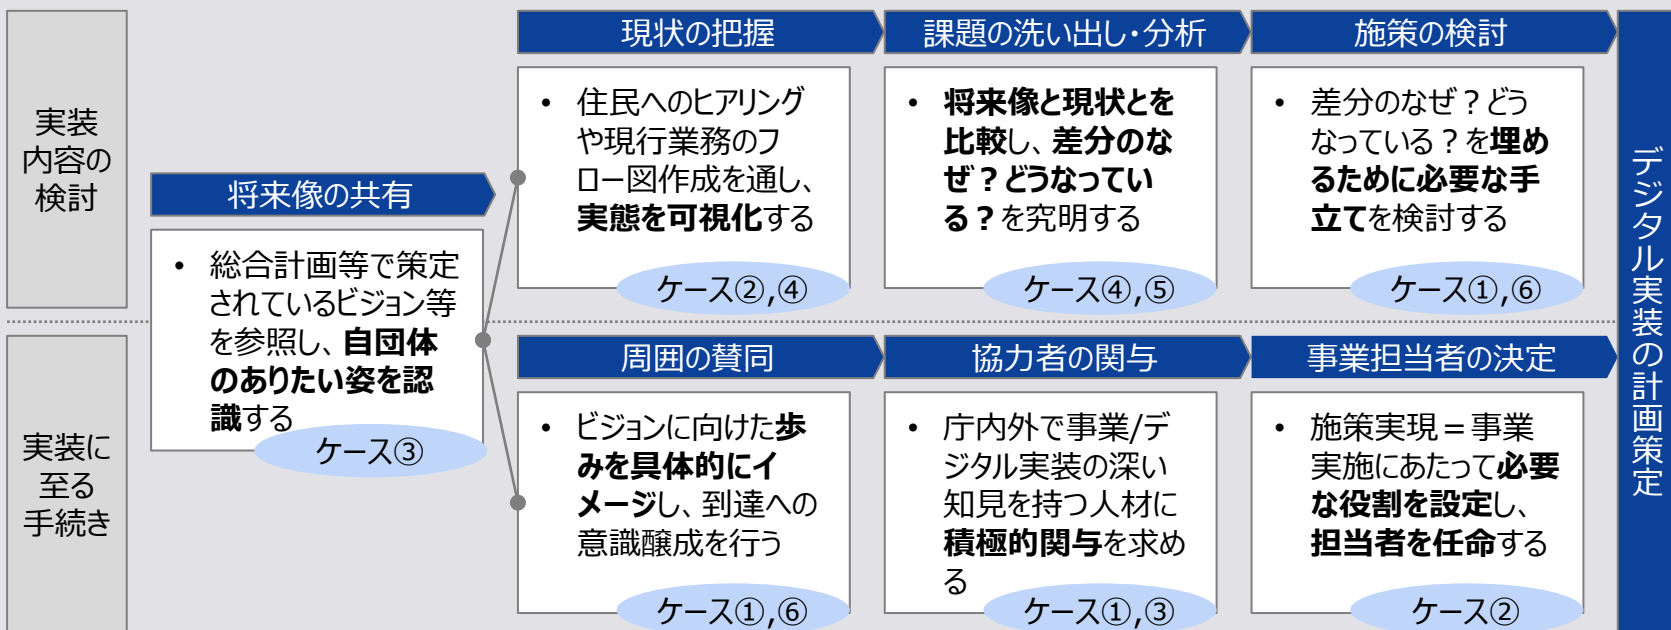 実装
内容の
検討
将来像の共有
• 総合計画等で策定
されているビジョン等
を参照し、自団体
のありたい姿を認
識する
ケース③
現状の把握
• 住民へのヒアリング
や現行業務のフ
ロー図作成を通し、
実態を可視化する
ケース②,④
課題の洗い出し・分析
• 将来像と現状とを
比較し、差分のな
ぜ？どうなってい
る？を究明する
ケース④,⑤
施策の検討
• 差分のなぜ？どう
なっている？を埋め
るために必要な手
立てを検討する
ケース①,⑥
実装に
至る
手続き
周囲の賛同
• ビジョンに向けた歩
みを具体的にイ
メージし、到達への
意識醸成を行う
ケース①,⑥
協力者の関与
• 庁内外で事業/デ
ジタル実装の深い
知見を持つ人材に
積極的関与を求め
る
ケース①,③
事業担当者の決定
• 施策実現＝事業
実施にあたって必要
な役割を設定し、
担当者を任命する
ケース②
デジタル実装の計画策定